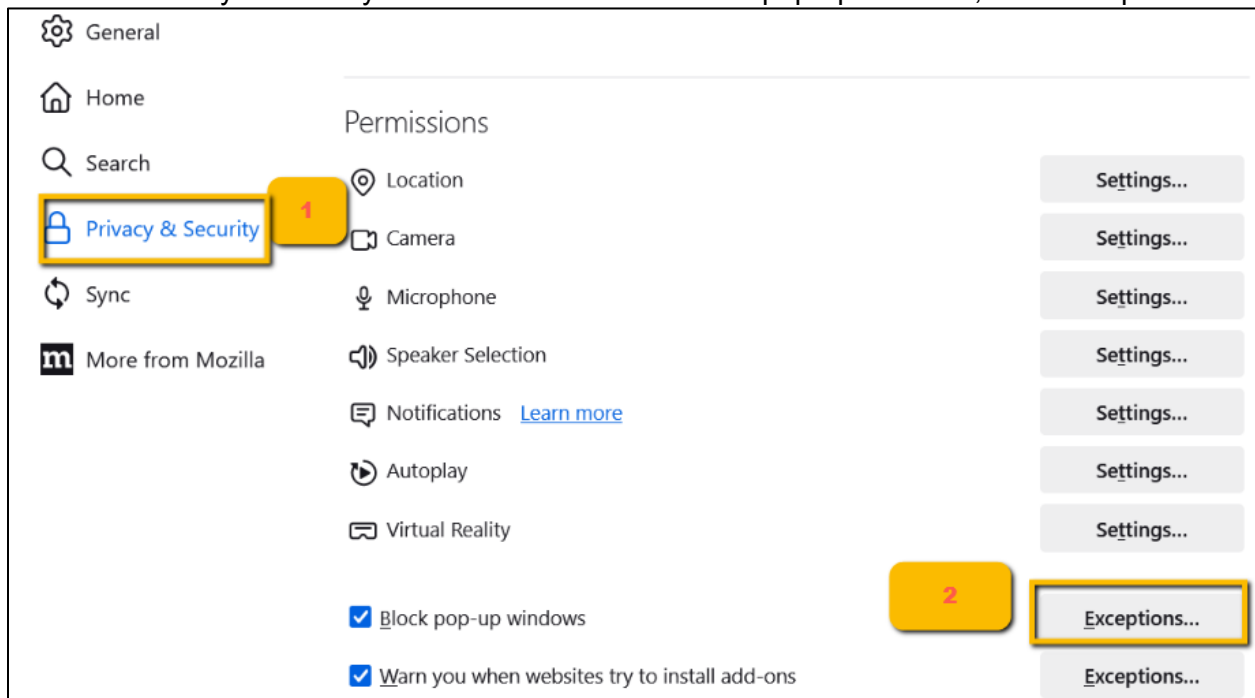 General
Home
Search
Privacy & Security
1
Sync
More from Mozilla
Permissions
Location Settings...
Camera Settings...
Microphone Settings...
Speaker Selection Settings...
Notifications Learn more Settings...
Autoplay Settings...
Virtual Reality Settings...
Block pop-up windows 2 Exceptions...
Warn you when websites try to install add-ons Exceptions...